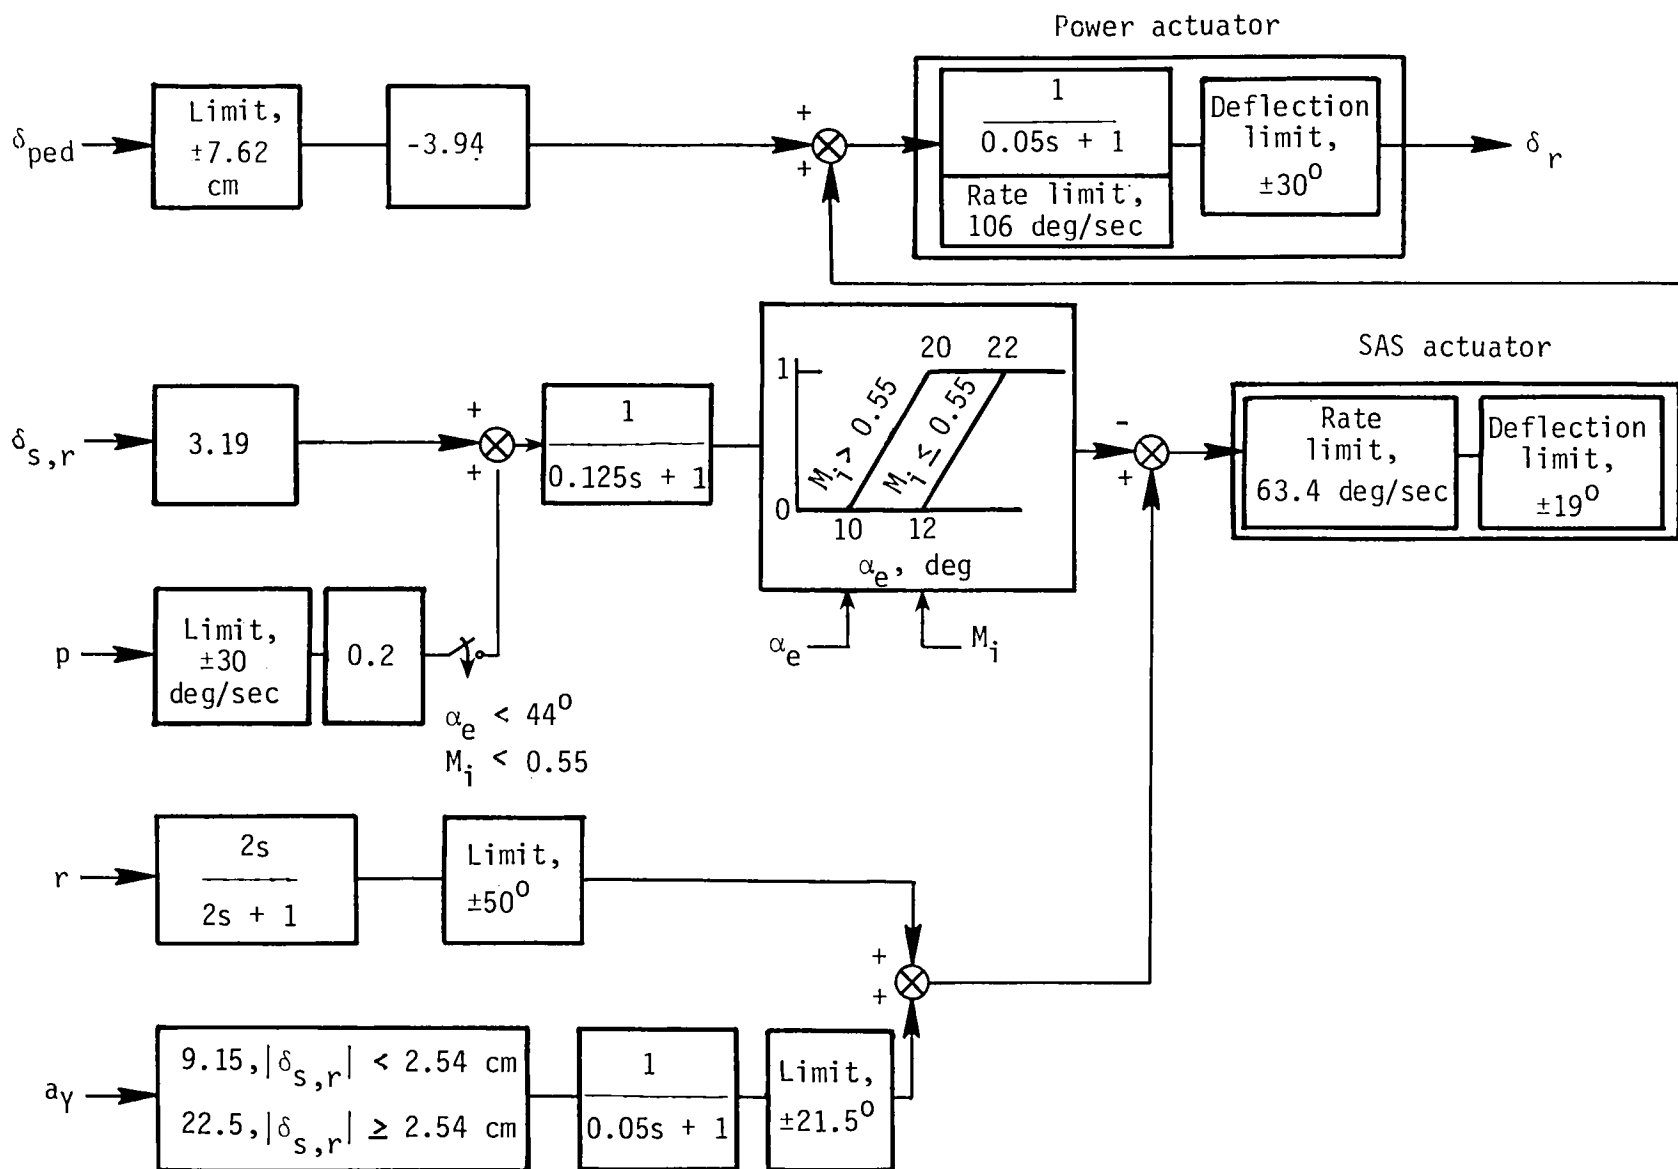 Power actuator
δped
Limit,
±7.62
cm
-3.94
+
+
1
0.05s + 1
Rate limit,
106 deg/sec
Deflection
limit,
±30°
δr
δs,r
3.19
+
+
1
0.125s + 1
1
0
20
22
Mi > 0.55
Mi ≤ 0.55
10
12
αe, deg
αe
Mi
-
+
SAS actuator
Rate
limit,
63.4 deg/sec
Deflection
limit,
±19°
p
Limit,
±30
deg/sec
0.2
αe < 44°
Mi < 0.55
r
2s
2s + 1
Limit,
±50°
+
+
aY
9.15,|δs,r| < 2.54 cm
22.5,|δs,r| ≥ 2.54 cm
1
0.05s + 1
Limit,
±21.5°